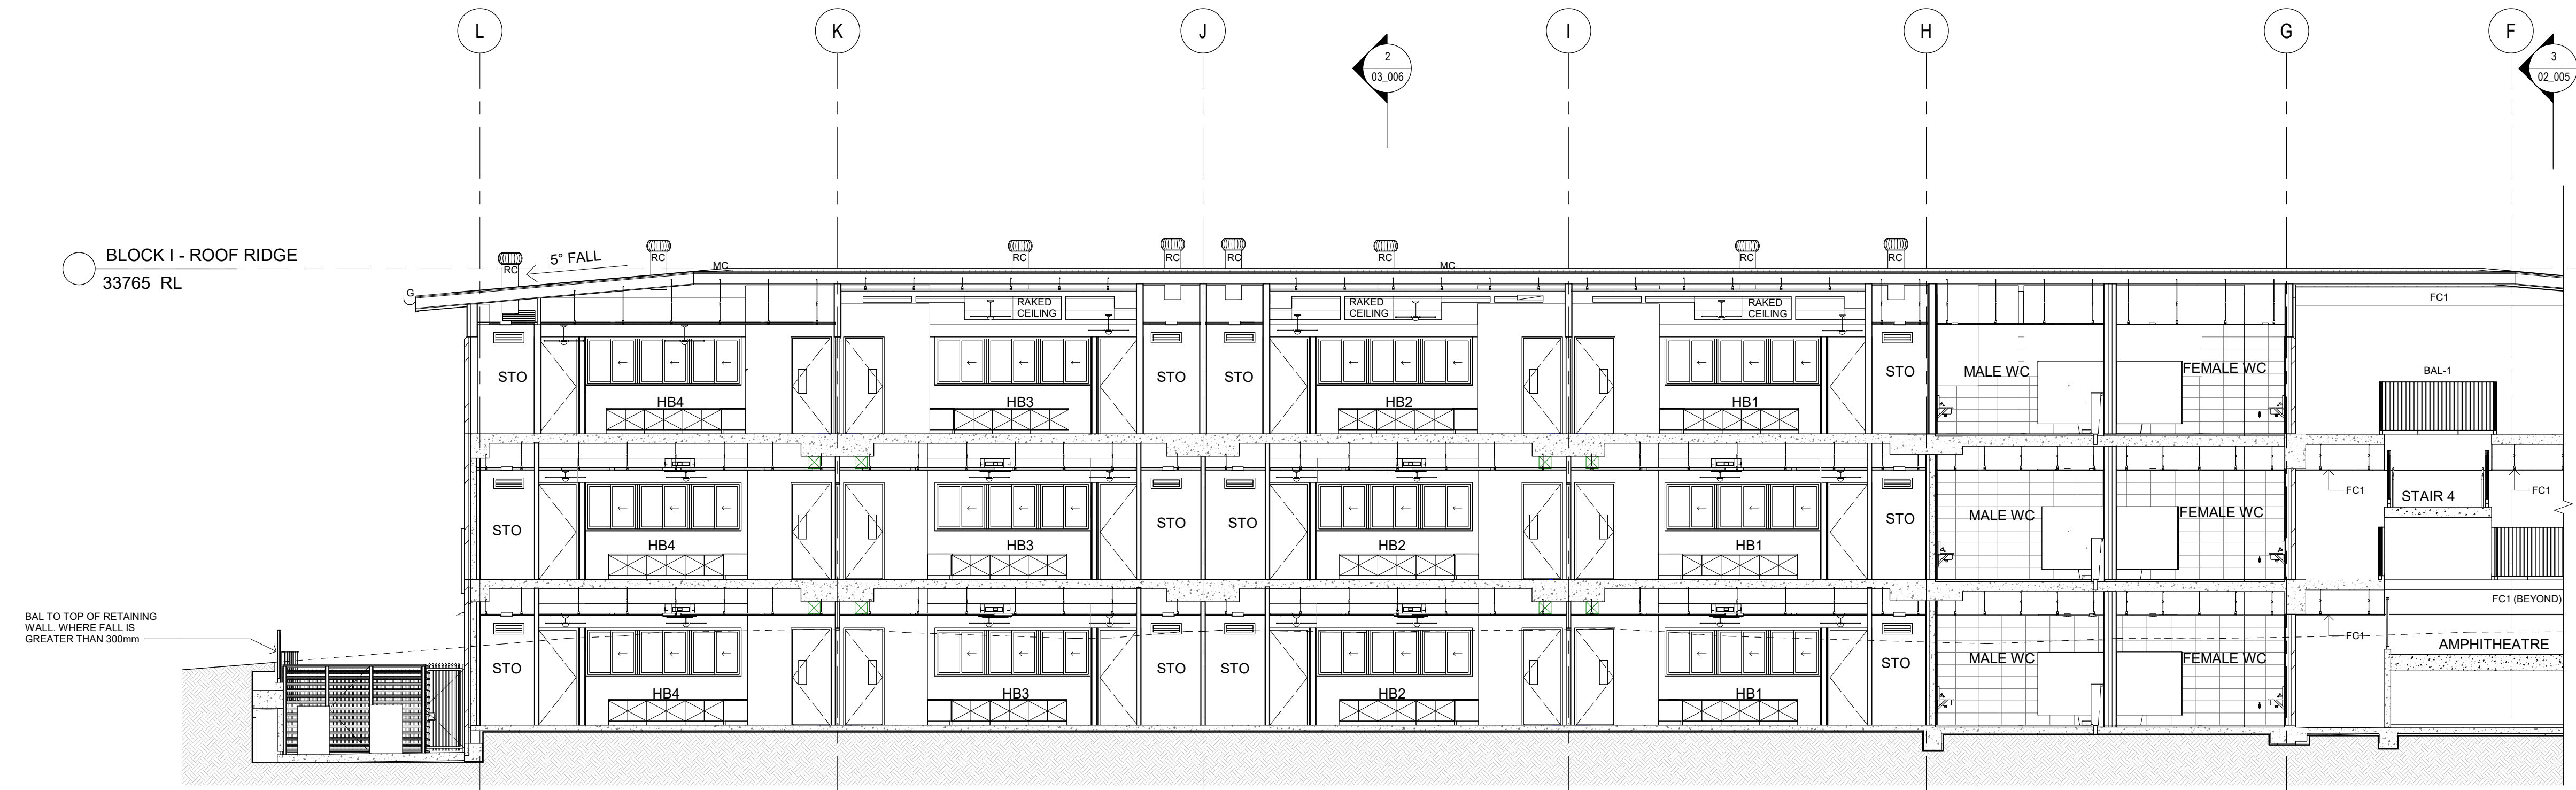 L
K
J
I
H
G
F
2
03_006
3
02_005
BLOCK I - ROOF RIDGE
33765 RL
RC
5° FALL
RC
MC
RC
RC
RC
RC
MC
RC
RC
G
RAKED
CEILING
RAKED
CEILING
RAKED
CEILING
FC1
STO
HB4
HB3
STO
STO
HB2
HB1
STO
MALE WC
FEMALE WC
BAL-1
STO
HB4
HB3
STO
STO
HB2
HB1
STO
MALE WC
FEMALE WC
FC1
STAIR 4
FC1
BAL TO TOP OF RETAINING
WALL. WHERE FALL IS
GREATER THAN 300mm
STO
HB4
HB3
STO
STO
HB2
HB1
STO
MALE WC
FEMALE WC
FC1 (BEYOND)
FC1
AMPHITHEATRE